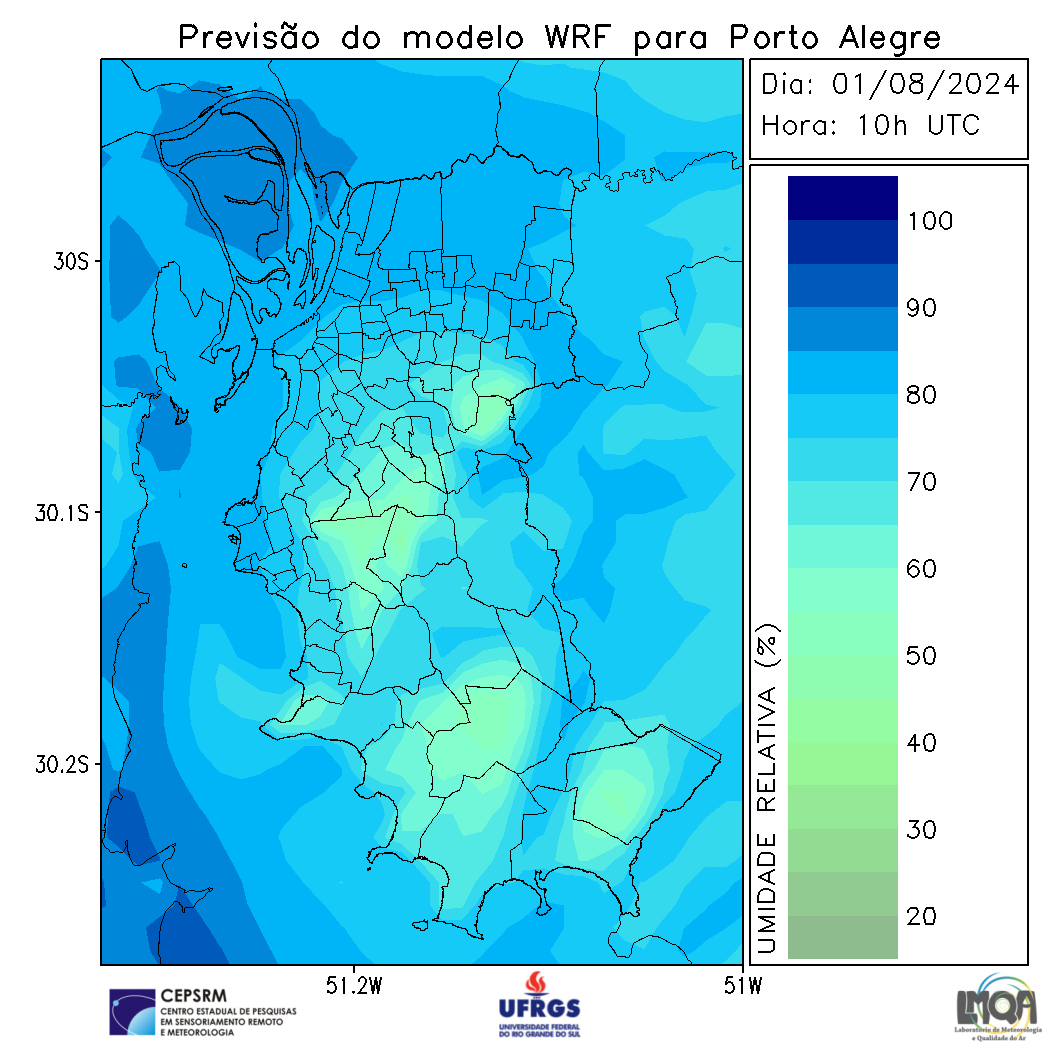 Previsão do modelo WRF para Porto Alegre
Dia: 01/08/2024
Hora: 10h UTC
30S
30.1S
30.2S
51.2W
51W
100
90
80
70
60
50
40
30
20
UMIDADE RELATIVA (%)
CEPSRM
CENTRO ESTADUAL DE PESQUISAS
EM SENSORIAMENTO REMOTO
E METEOROLOGIA
UFRGS
UNIVERSIDADE FEDERAL
DO RIO GRANDE DO SUL
LMQA
Laboratório de Meteorologia
e Qualidade do Ar